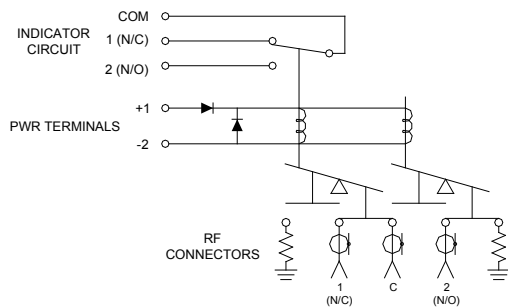 COM
INDICATOR
CIRCUIT
1 (N/C)
2 (N/O)
+1
PWR TERMINALS
-2
RF
CONNECTORS
1
(N/C)
C
2
(N/O)